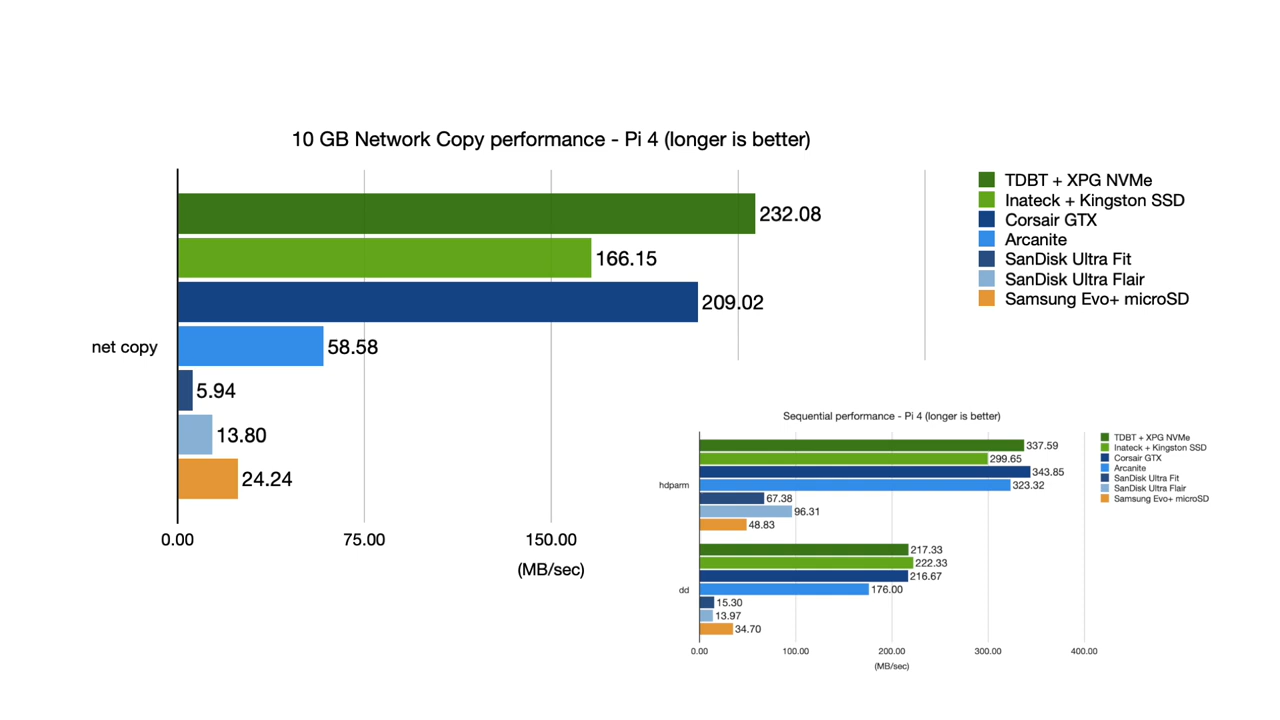 10 GB Network Copy performance - Pi 4 (longer is better)
TDBT + XPG NVMe
Inateck + Kingston SSD
Corsair GTX
Arcanite
SanDisk Ultra Fit
SanDisk Ultra Flair
Samsung Evo+ microSD
232.08
166.15
209.02
net copy
58.58
5.94
13.80
24.24
0.00
75.00
150.00
(MB/sec)
Sequential performance - Pi 4 (longer is better)
TDBT + XPG NVMe
Inateck + Kingston SSD
Corsair GTX
Arcanite
SanDisk Ultra Fit
SanDisk Ultra Flair
Samsung Evo+ microSD
hdparm
337.59
299.65
343.85
323.32
67.38
96.31
48.83
dd
217.33
222.33
216.67
176.00
15.30
13.97
34.70
0.00
100.00
200.00
300.00
400.00
(MB/sec)